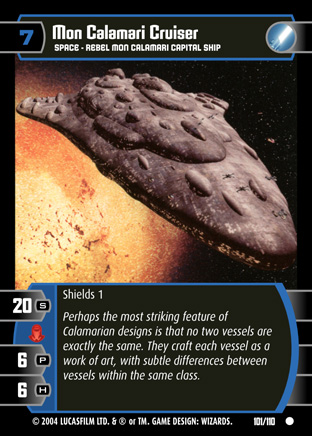 7
Mon Calamari Cruiser
SPACE - REBEL MON CALAMARI CAPITAL SHIP
20 S
Shields 1
Perhaps the most striking feature of
Calamarian designs is that no two vessels are
exactly the same. They craft each vessel as a
work of art, with subtle differences between
vessels within the same class.
6 P
6 H
© 2004 LUCASFILM LTD. & ® or TM. GAME DESIGN: WIZARDS.
101/110